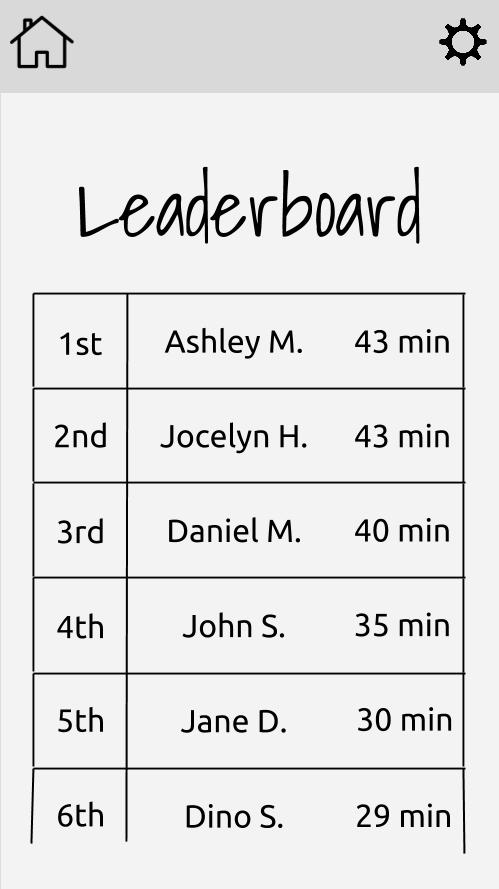 Leaderboard
1st Ashley M. 43 min
2nd Jocelyn H. 43 min
3rd Daniel M. 40 min
4th John S. 35 min
5th Jane D. 30 min
6th Dino S. 29 min